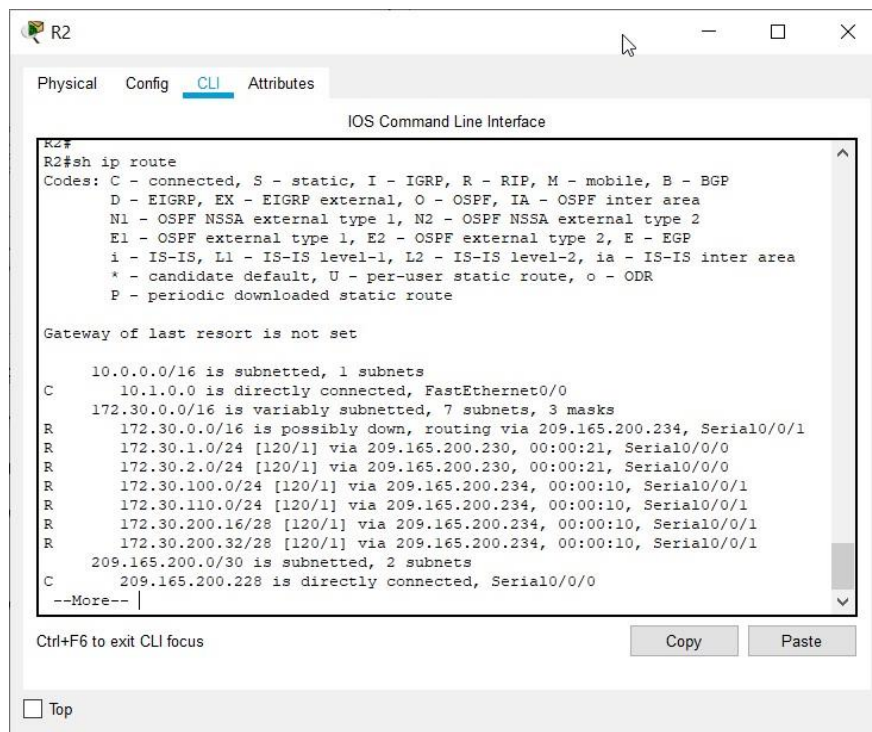 R2
Physical Config CLI Attributes
IOS Command Line Interface
R2#
R2#sh ip route
Codes: C - connected, S - static, I - IGRP, R - RIP, M - mobile, B - BGP
D - EIGRP, EX - EIGRP external, O - OSPF, IA - OSPF inter area
N1 - OSPF NSSA external type 1, N2 - OSPF NSSA external type 2
E1 - OSPF external type 1, E2 - OSPF external type 2, E - EGP
i - IS-IS, L1 - IS-IS level-1, L2 - IS-IS level-2, ia - IS-IS inter area
* - candidate default, U - per-user static route, o - ODR
P - periodic downloaded static route
Gateway of last resort is not set
10.0.0.0/16 is subnetted, 1 subnets
C 10.1.0.0 is directly connected, FastEthernet0/0
172.30.0.0/16 is variably subnetted, 7 subnets, 3 masks
R 172.30.0.0/16 is possibly down, routing via 209.165.200.234, Serial0/0/1
R 172.30.1.0/24 [120/1] via 209.165.200.230, 00:00:21, Serial0/0/0
R 172.30.2.0/24 [120/1] via 209.165.200.230, 00:00:21, Serial0/0/0
R 172.30.100.0/24 [120/1] via 209.165.200.234, 00:00:10, Serial0/0/1
R 172.30.110.0/24 [120/1] via 209.165.200.234, 00:00:10, Serial0/0/1
R 172.30.200.16/28 [120/1] via 209.165.200.234, 00:00:10, Serial0/0/1
R 172.30.200.32/28 [120/1] via 209.165.200.234, 00:00:10, Serial0/0/1
209.165.200.0/30 is subnetted, 2 subnets
C 209.165.200.228 is directly connected, Serial0/0/0
--More--
Ctrl+F6 to exit CLI focus Copy Paste
Top